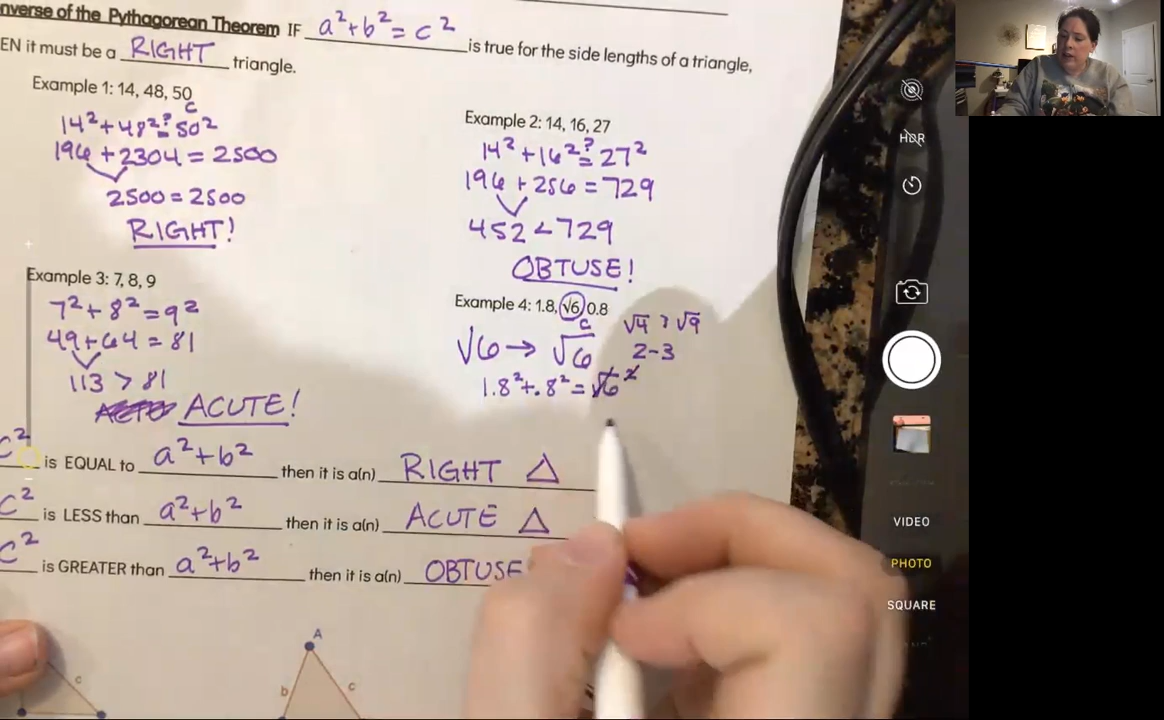 nverse of the Pythagorean Theorem IF a²+b²=c² is true for the side lengths of a triangle,
EN it must be a RIGHT triangle.
Example 1: 14, 48, 50
c
14²+48²≟50²
196+2304=2500
2500=2500
RIGHT!
Example 2: 14, 16, 27
14²+16²≟27²
196+256=729
452<729
OBTUSE!
Example 3: 7, 8, 9
7²+8²=9²
49+64=81
113>81
ACUTE!
Example 4: 1.8, √6, 0.8
c
√4 ? √9
√6→√6
2-3
1.8²+.8²=√6²
c² is EQUAL to a²+b² then it is a(n) RIGHT △
c² is LESS than a²+b² then it is a(n) ACUTE △
c² is GREATER than a²+b² then it is a(n) OBTUSE
A
b
c
c
HDR
VIDEO
PHOTO
SQUARE